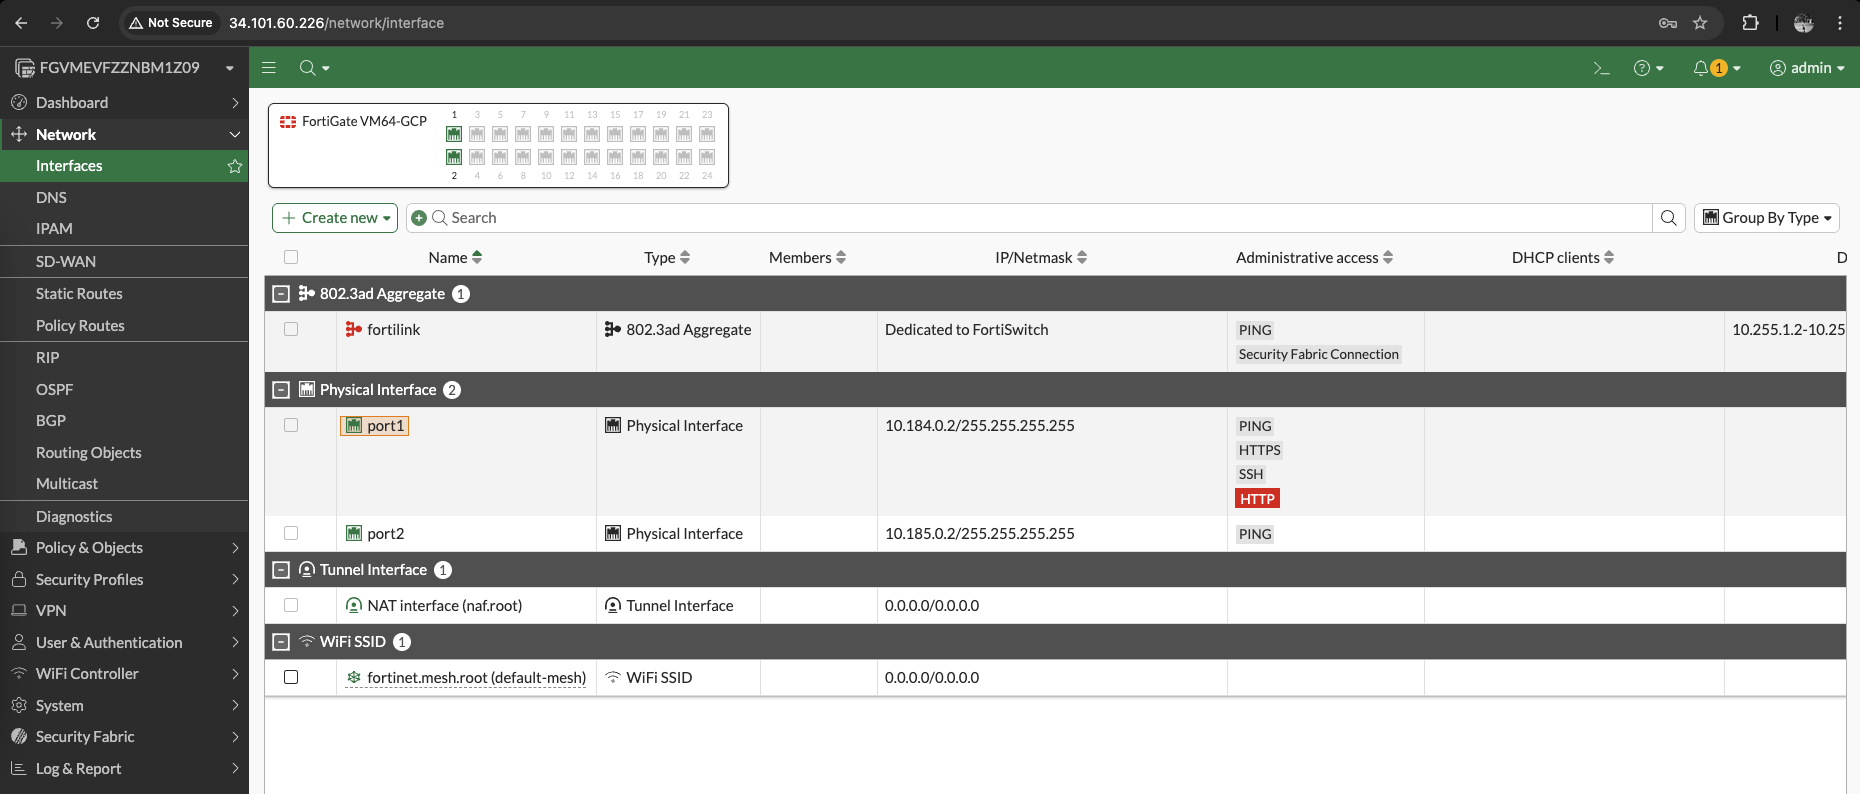 Not Secure 34.101.60.226/network/interface
FGVMEVFZZNBM1Z09
1 admin
Dashboard
Network
Interfaces
DNS
IPAM
SD-WAN
Static Routes
Policy Routes
RIP
OSPF
BGP
Routing Objects
Multicast
Diagnostics
Policy & Objects
Security Profiles
VPN
User & Authentication
WiFi Controller
System
Security Fabric
Log & Report
FortiGate VM64-GCP
1 3 5 7 9 11 13 15 17 19 21 23
2 4 6 8 10 12 14 16 18 20 22 24
Create new Search Group By Type
Name Type Members IP/Netmask Administrative access DHCP clients D
802.3ad Aggregate 1
fortilink 802.3ad Aggregate Dedicated to FortiSwitch PING 10.255.1.2-10.25
Security Fabric Connection
Physical Interface 2
port1 Physical Interface 10.184.0.2/255.255.255.255 PING
HTTPS
SSH
HTTP
port2 Physical Interface 10.185.0.2/255.255.255.255 PING
Tunnel Interface 1
NAT interface (naf.root) Tunnel Interface 0.0.0.0/0.0.0.0
WiFi SSID 1
fortinet.mesh.root (default-mesh) WiFi SSID 0.0.0.0/0.0.0.0